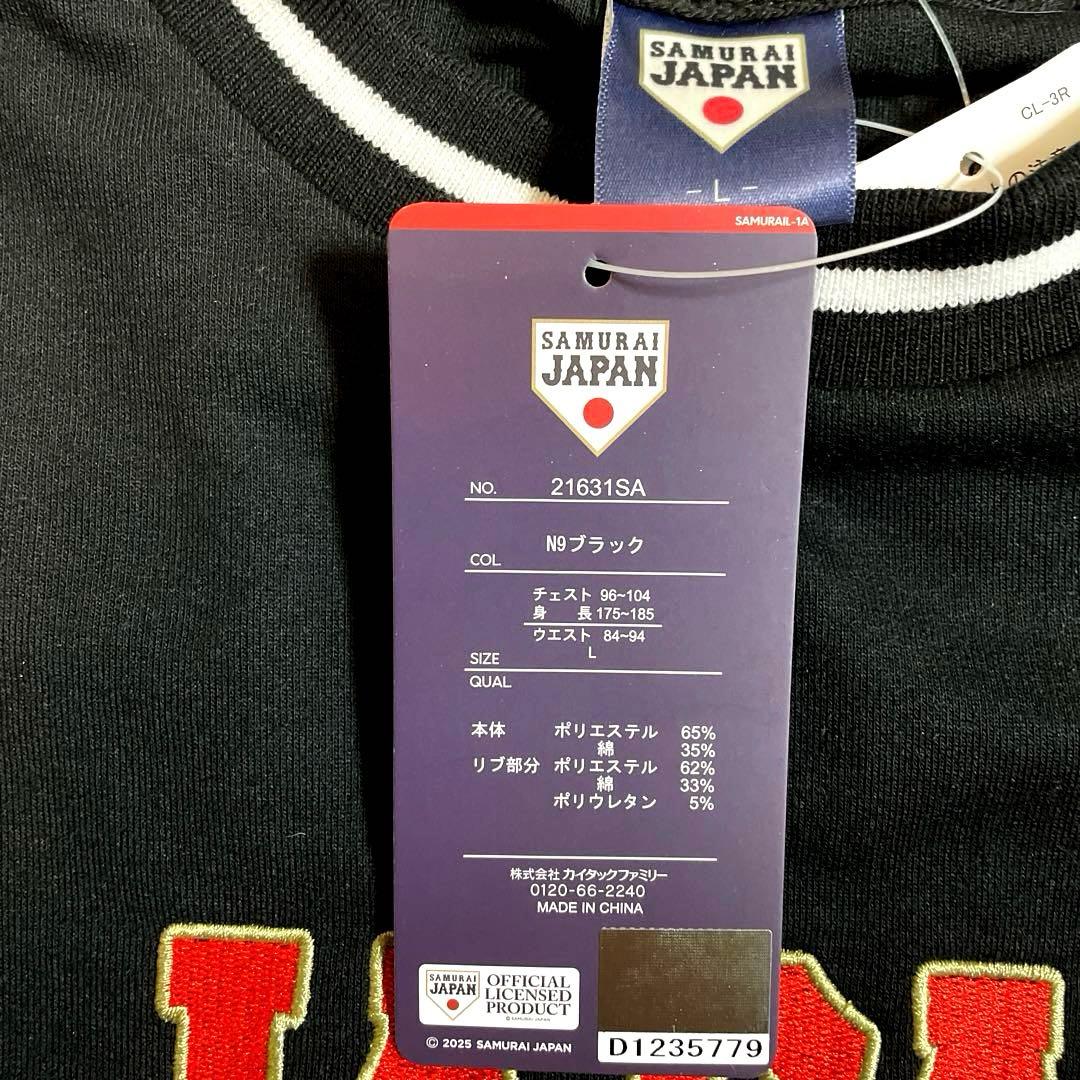 SAMURAI
JAPAN
- L -
CL-3R
SAMURAIL-1A
SAMURAI
JAPAN
NO. 21631SA
COL N9ブラック
チェスト 96~104
身 長 175~185
ウエスト 84~94
L
SIZE
QUAL
本体 ポリエステル 65%
綿 35%
リブ部分 ポリエステル 62%
綿 33%
ポリウレタン 5%
株式会社カイタックファミリー
0120-66-2240
MADE IN CHINA
SAMURAI
JAPAN
OFFICIAL
LICENSED
PRODUCT
© SAMURAI JAPAN
© 2025 SAMURAI JAPAN
D1235779